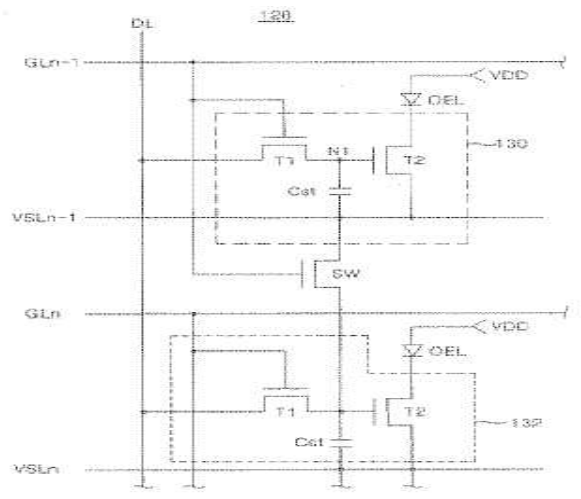 120
DL
GLn-1
VDD
OEL
130
T1
N1
T2
Cst
VSLn-1
SW
GLn
VDD
OEL
T1
T2
132
Cst
VSLn